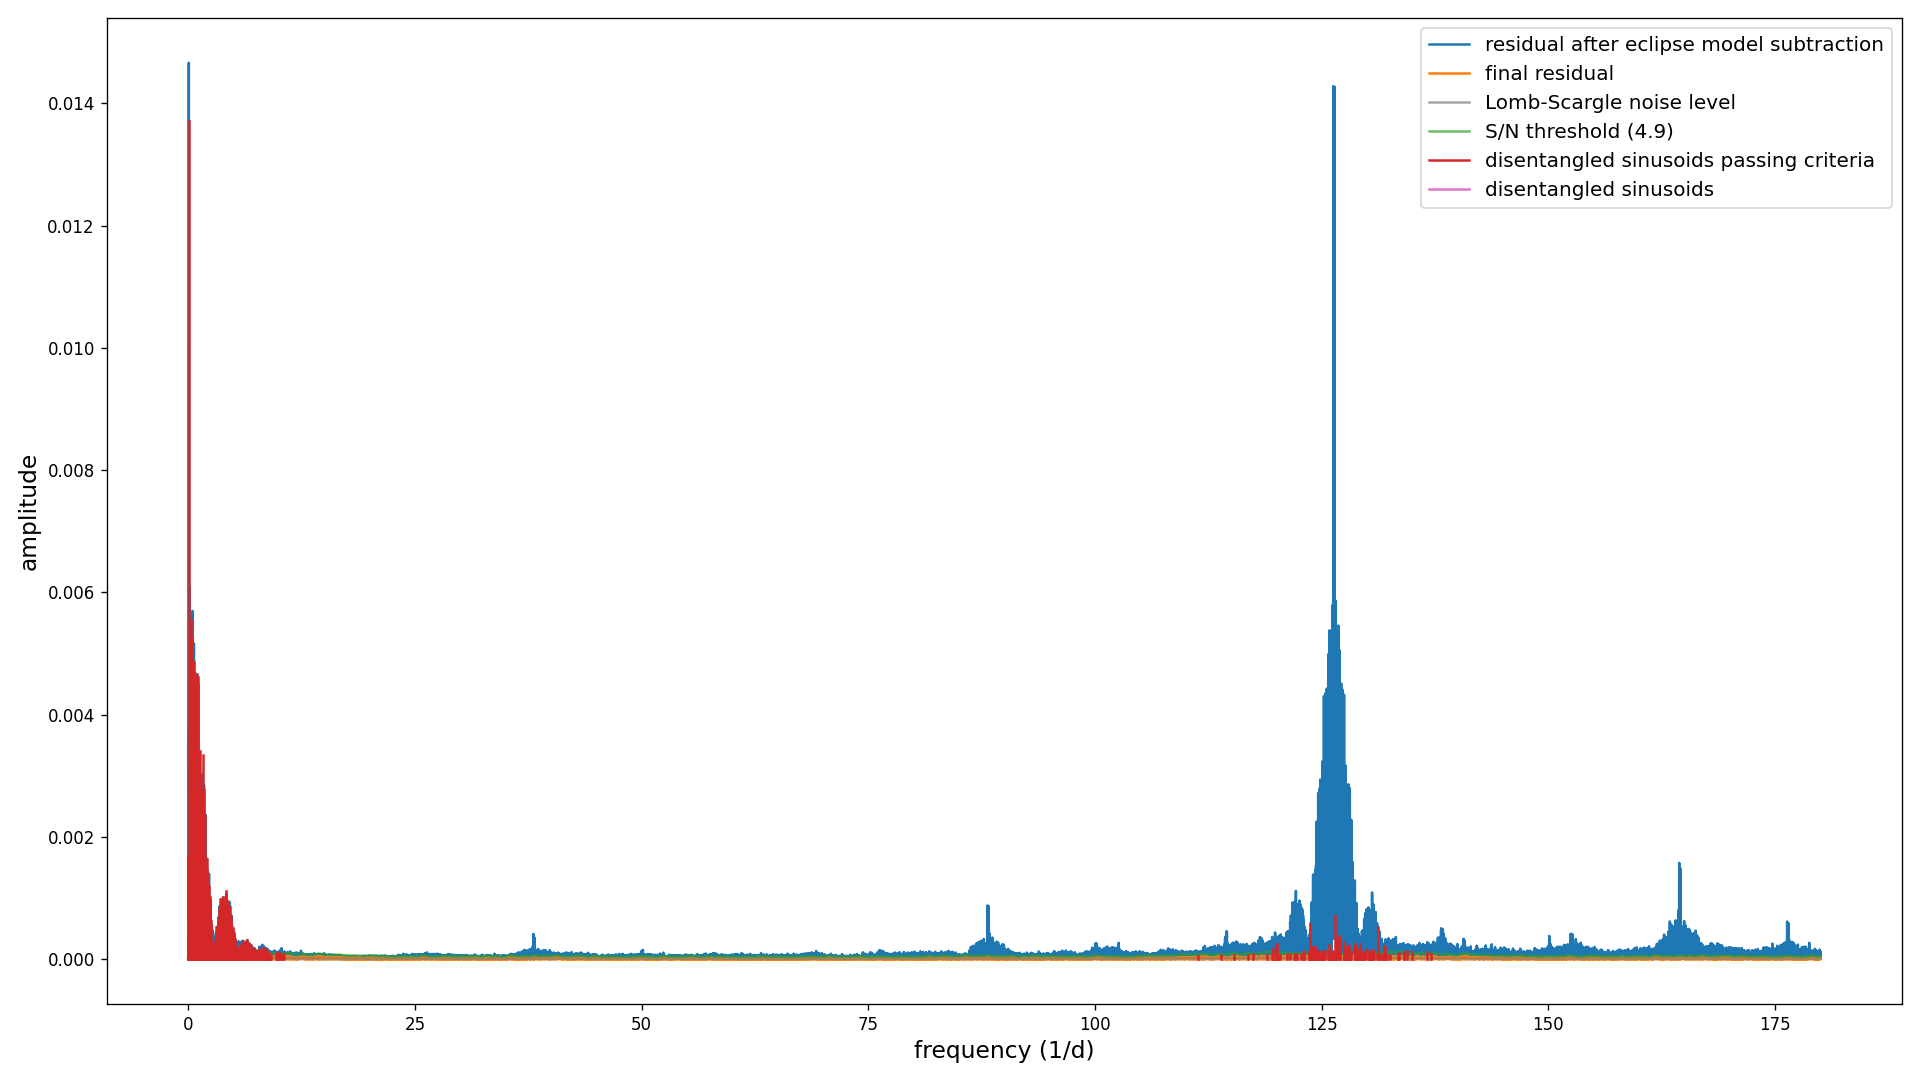 residual after eclipse model subtraction
final residual
Lomb-Scargle noise level
S/N threshold (4.9)
disentangled sinusoids passing criteria
disentangled sinusoids
0.014
0.012
0.010
0.008
0.006
0.004
0.002
0.000
amplitude
0 25 50 75 100 125 150 175
frequency (1/d)